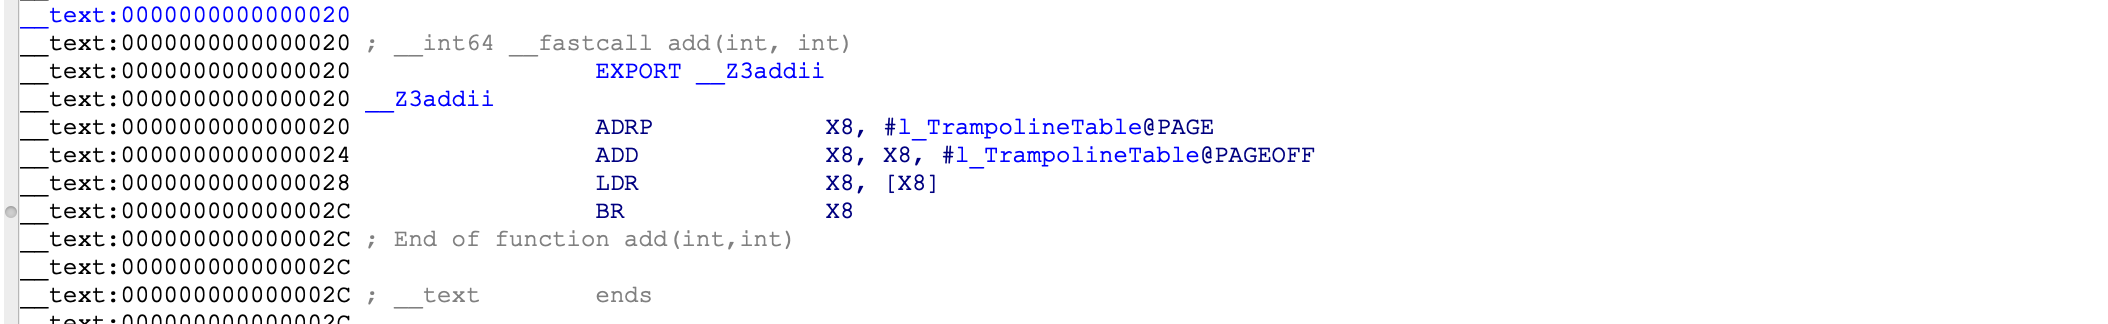 __text:0000000000000020
__text:0000000000000020 ; __int64 __fastcall add(int, int)
__text:0000000000000020 EXPORT __Z3addii
__text:0000000000000020 __Z3addii
__text:0000000000000020 ADRP X8, #l_TrampolineTable@PAGE
__text:0000000000000024 ADD X8, X8, #l_TrampolineTable@PAGEOFF
__text:0000000000000028 LDR X8, [X8]
__text:000000000000002C BR X8
__text:000000000000002C ; End of function add(int,int)
__text:000000000000002C
__text:000000000000002C ; __text ends
__text:000000000000002C